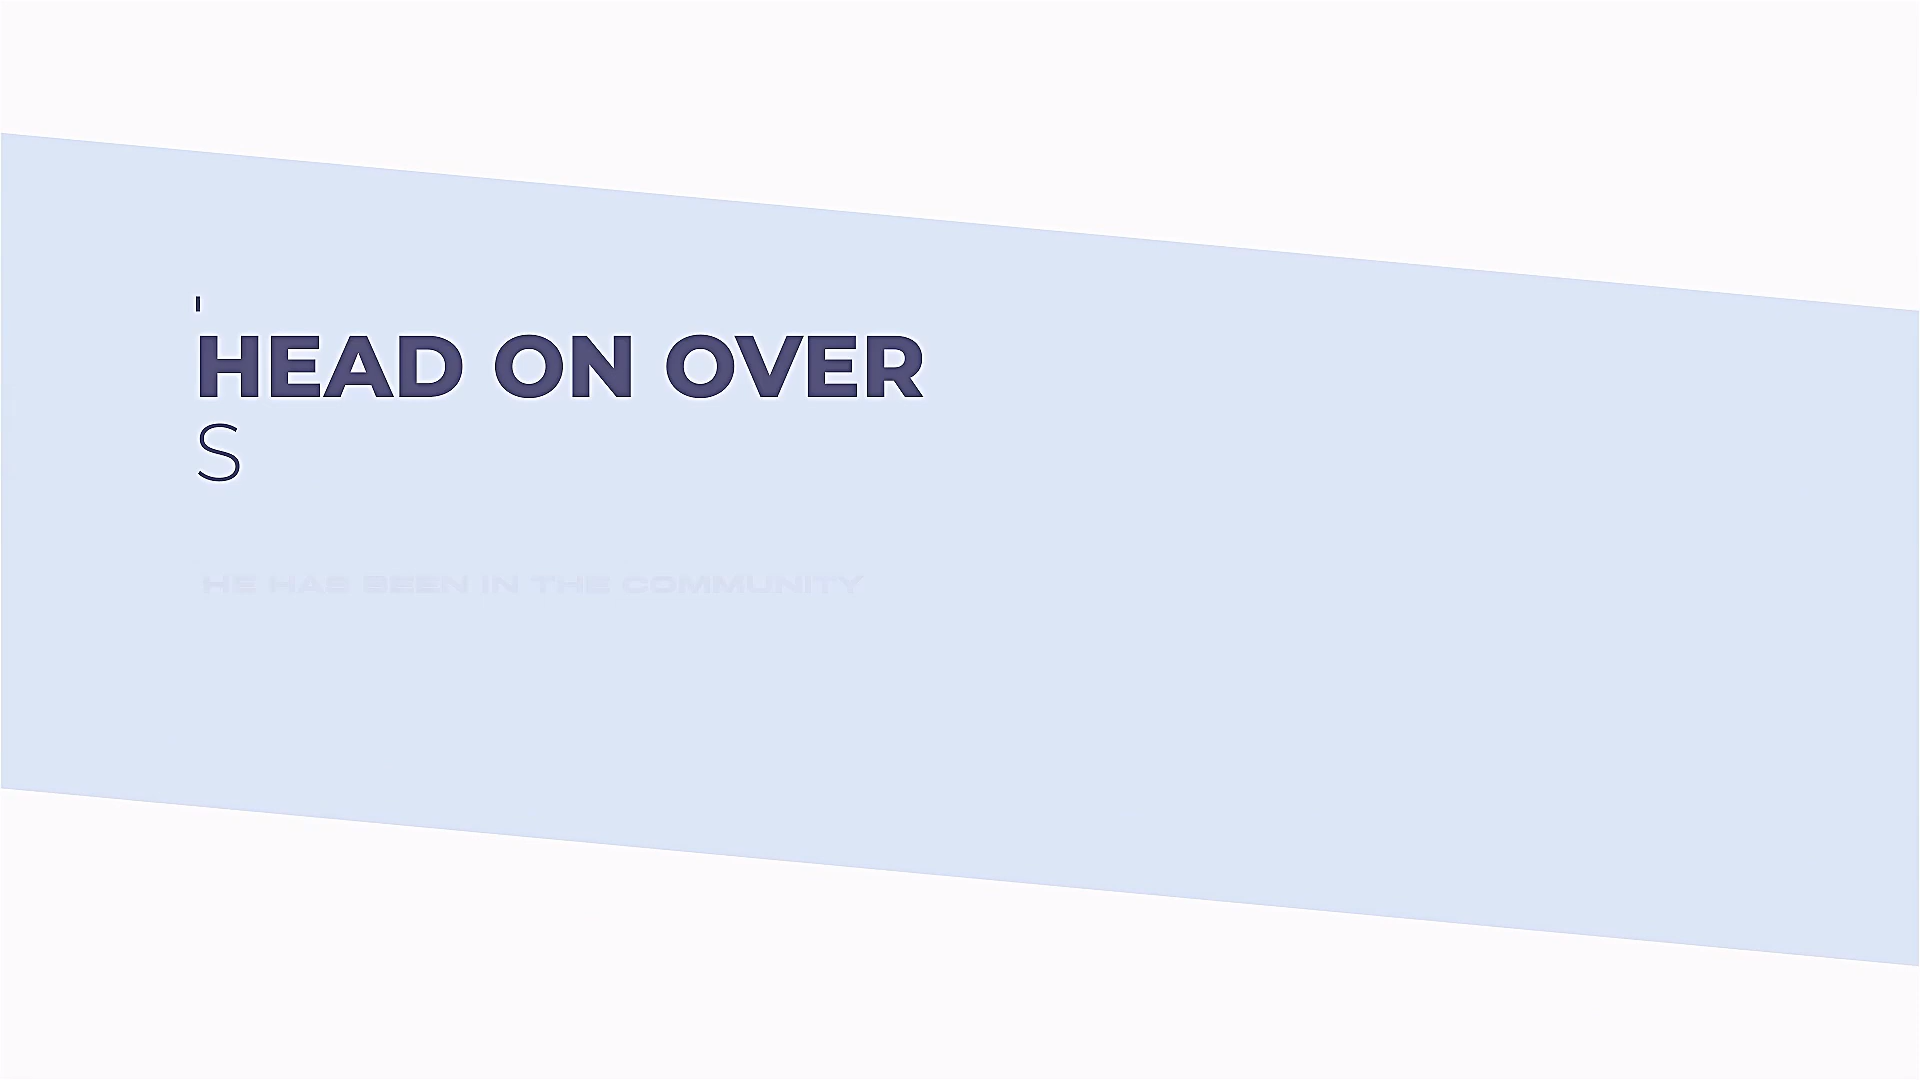 HEAD ON OVER
S
HE HAS BEEN IN THE COMMUNITY